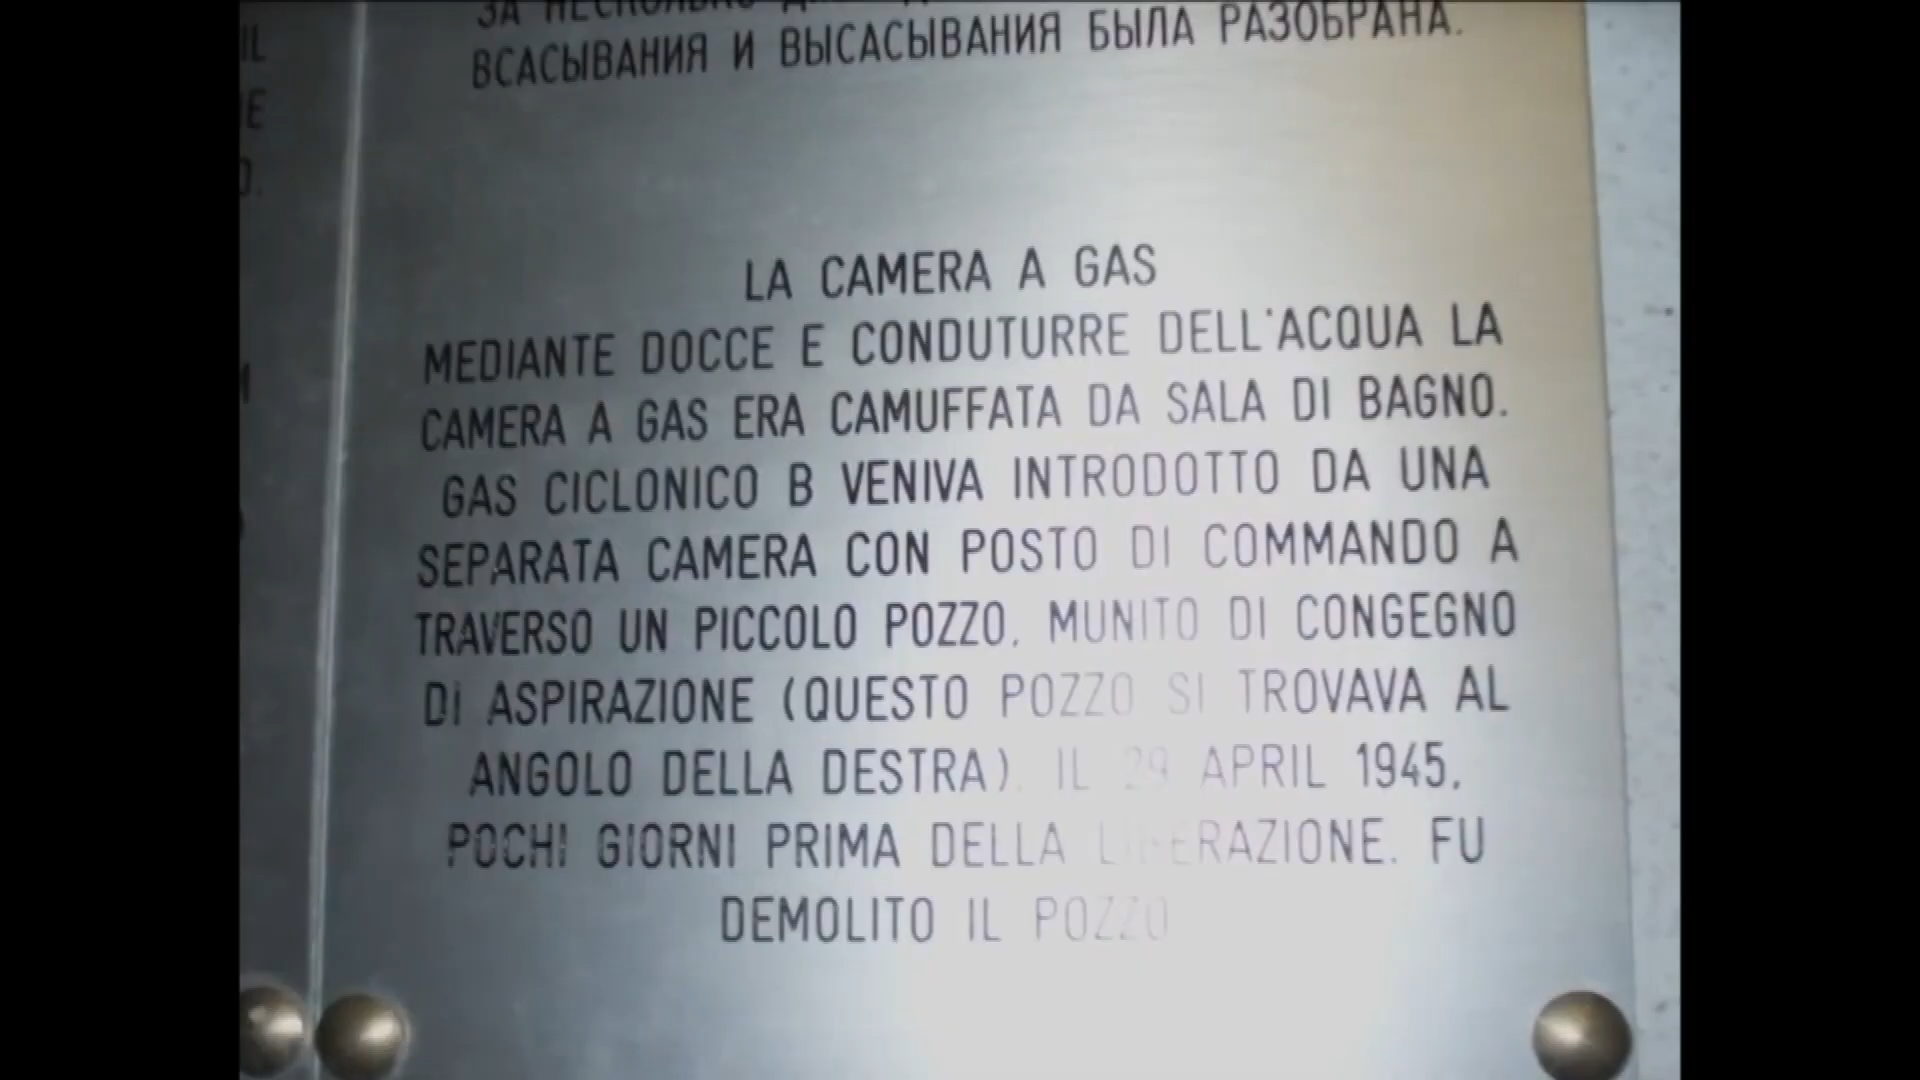 ЗА НЕСКОЛЬКО
ВСАСЫВАНИЯ И ВЫСАСЫВАНИЯ БЫЛА РАЗОБРАНА.
LA CAMERA A GAS
MEDIANTE DOCCE E CONDUTURRE DELL'ACQUA LA
CAMERA A GAS ERA CAMUFFATA DA SALA DI BAGNO.
GAS CICLONICO B VENIVA INTRODOTTO DA UNA
SEPARATA CAMERA CON POSTO DI COMMANDO A
TRAVERSO UN PICCOLO POZZO, MUNITO DI CONGEGNO
DI ASPIRAZIONE (QUESTO POZZO SI TROVAVA AL
ANGOLO DELLA DESTRA). IL 29 APRIL 1945,
POCHI GIORNI PRIMA DELLA LIBERAZIONE, FU
DEMOLITO IL POZZO